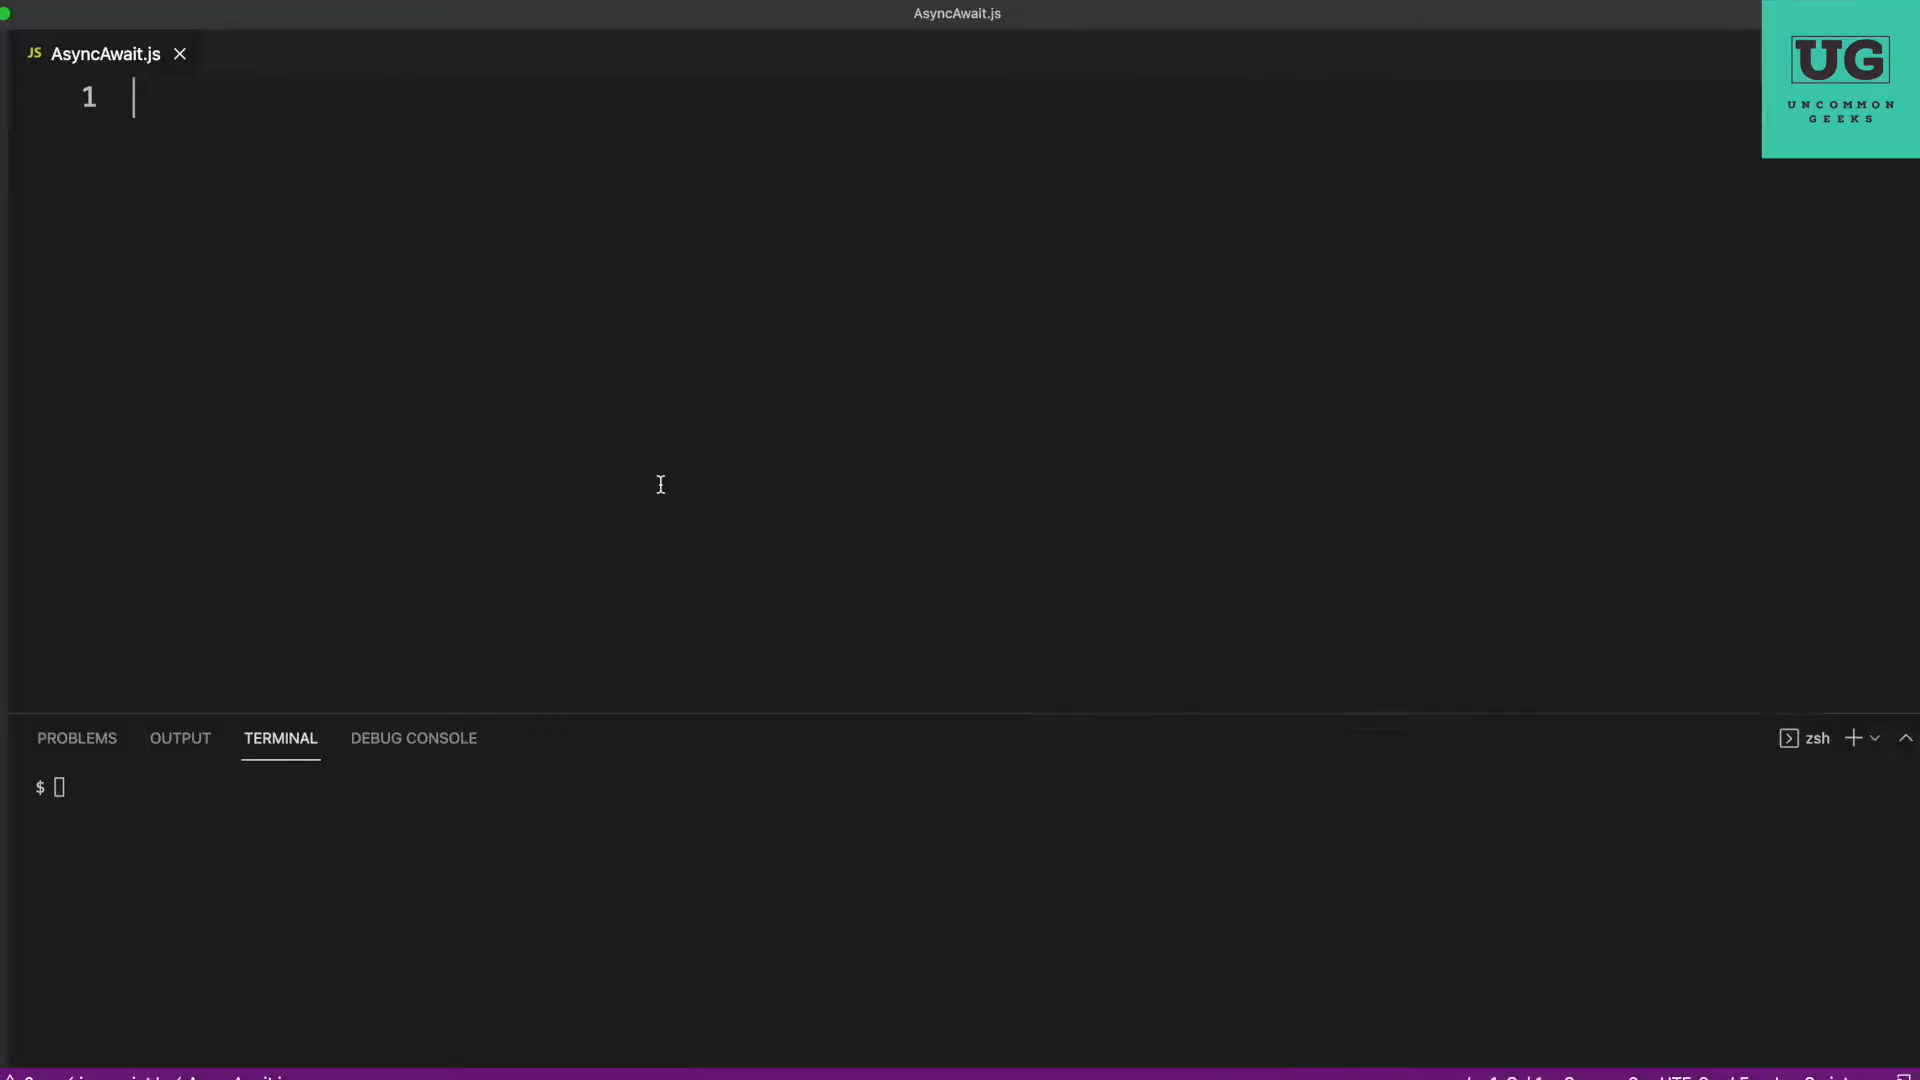 AsyncAwait.js
JS AsyncAwait.js
UG
UNCOMMON
GEEKS
1
PROBLEMS OUTPUT TERMINAL DEBUG CONSOLE
zsh
$